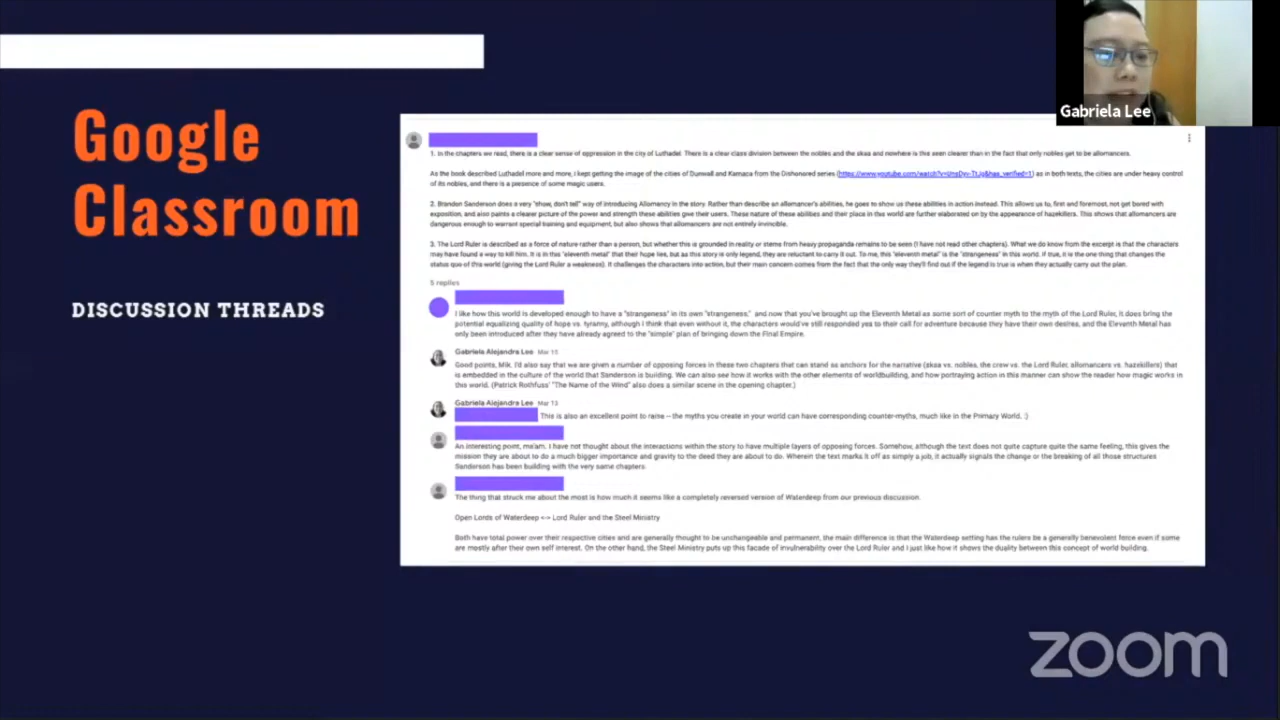 Google
Classroom
DISCUSSION THREADS
Gabriela Lee
1. In the chapters we read, there is a clear sense of oppression in the city of Luthadel. There is a clear class division between the nobles and the skaa and nowhere is this seen clearer than in the fact that only nobles get to be allomancers.
As the book described Luthadel more and more, I kept getting the image of the cities of Dunwall and Karnaca from the Dishonored series ( as in both texts, the cities are under heavy control
of its nobles, and there is presence of some magic users.
2. Brandon Sanderson does a very "show, don't tell" way of introducing Allomancy in the story. Rather than describe an allomancer's abilities, he goes to show us these abilities in action instead. This allows us to, first and foremost, not get bored with
exposition, and also paints a clearer picture of the power and strength these abilities give their users. These nature of these abilities and their place in this world are further elaborated on by the appearance of hazekillers. This shows that allomancers are
dangerous enough to warrant special training and equipment, but also shows that allomancers are not entirely invincible.
3. The Lord Ruler is described as a force of nature rather than a person, but whether this is grounded in reality or stems from heavy propaganda remains to be seen (I have not read other chapters). What we do know from the excerpt is that the characters
may have found a way to kill him. It is in this "eleventh metal" that their hope lies, but as this story is only legend, they are reluctant to carry it out. To me, this "eleventh metal" is the "strangeness" in this world. If true, it is the one thing that changes the
status quo of this world (giving the Lord Ruler a weakness). It challenges the characters into action, but their main concern comes from the fact that the only way they'll find out if the legend is true is when they actually carry out the plan.
5 replies
I like how this world is developed enough to have a "strangeness" in its own "strangeness," and now that you've brought up the Eleventh Metal as some sort of counter myth to the myth of the Lord Ruler, it does bring the
potential equalizing quality of hope vs. tyranny, although I think that even without it, the characters would've still responded yes to their call for adventure because they have their own desires, and the Eleventh Metal has
only been introduced after they have already agreed to the "simple" plan of bringing down the Final Empire.
Gabriela Alejandra Lee Mar
Good points, Mik. I'd also say that we are given a number of opposing forces in these two chapters that can stand as anchors for the narrative (skaa vs. nobles, the crew vs. the Lord Ruler, allomancers vs. hazekillers) that
is embedded in the culture of the world that Sanderson is building. We can also see how it works with the other elements of worldbuilding, and how portraying action in this manner can show the reader how magic works in
this world. (Patrick Rothfuss' "The Name of the Wind" also does a similar scene in the opening chapter.)
Gabriela Alejandra Lee Mar 13
This is also an excellent point to raise -- the myths you create in your world can have corresponding counter-myths, much like in the Primary World. :)
An interesting point, ma'am. I have not thought about the interactions within the story to have multiple layers of opposing forces. Somehow, although the text does not quite capture quite the same feeling, this gives the
mission they are about to do a much bigger importance and gravity to the deed they are about to do. Wherein the text marks it off as simply a job, it actually signals the change or the breaking of all those structures
Sanderson has been building with the very same chapters
The thing that struck me about the most is how much it seems like a completely reversed version of Waterdeep from our previous discussion.
Open Lords of Waterdeep <-> Lord Ruler and the Steel Ministry
Both have total power over their respective cities and are generally thought to be unchangeable and permanent, the main difference is that the Waterdeep setting has the rulers be a generally benevolent force even if some
are mostly after their own self interest. On the other hand, the Steel Ministry puts up this facade of invulnerability over the Lord Ruler and I just like how it shows the duality between this concept of world building.
zoom